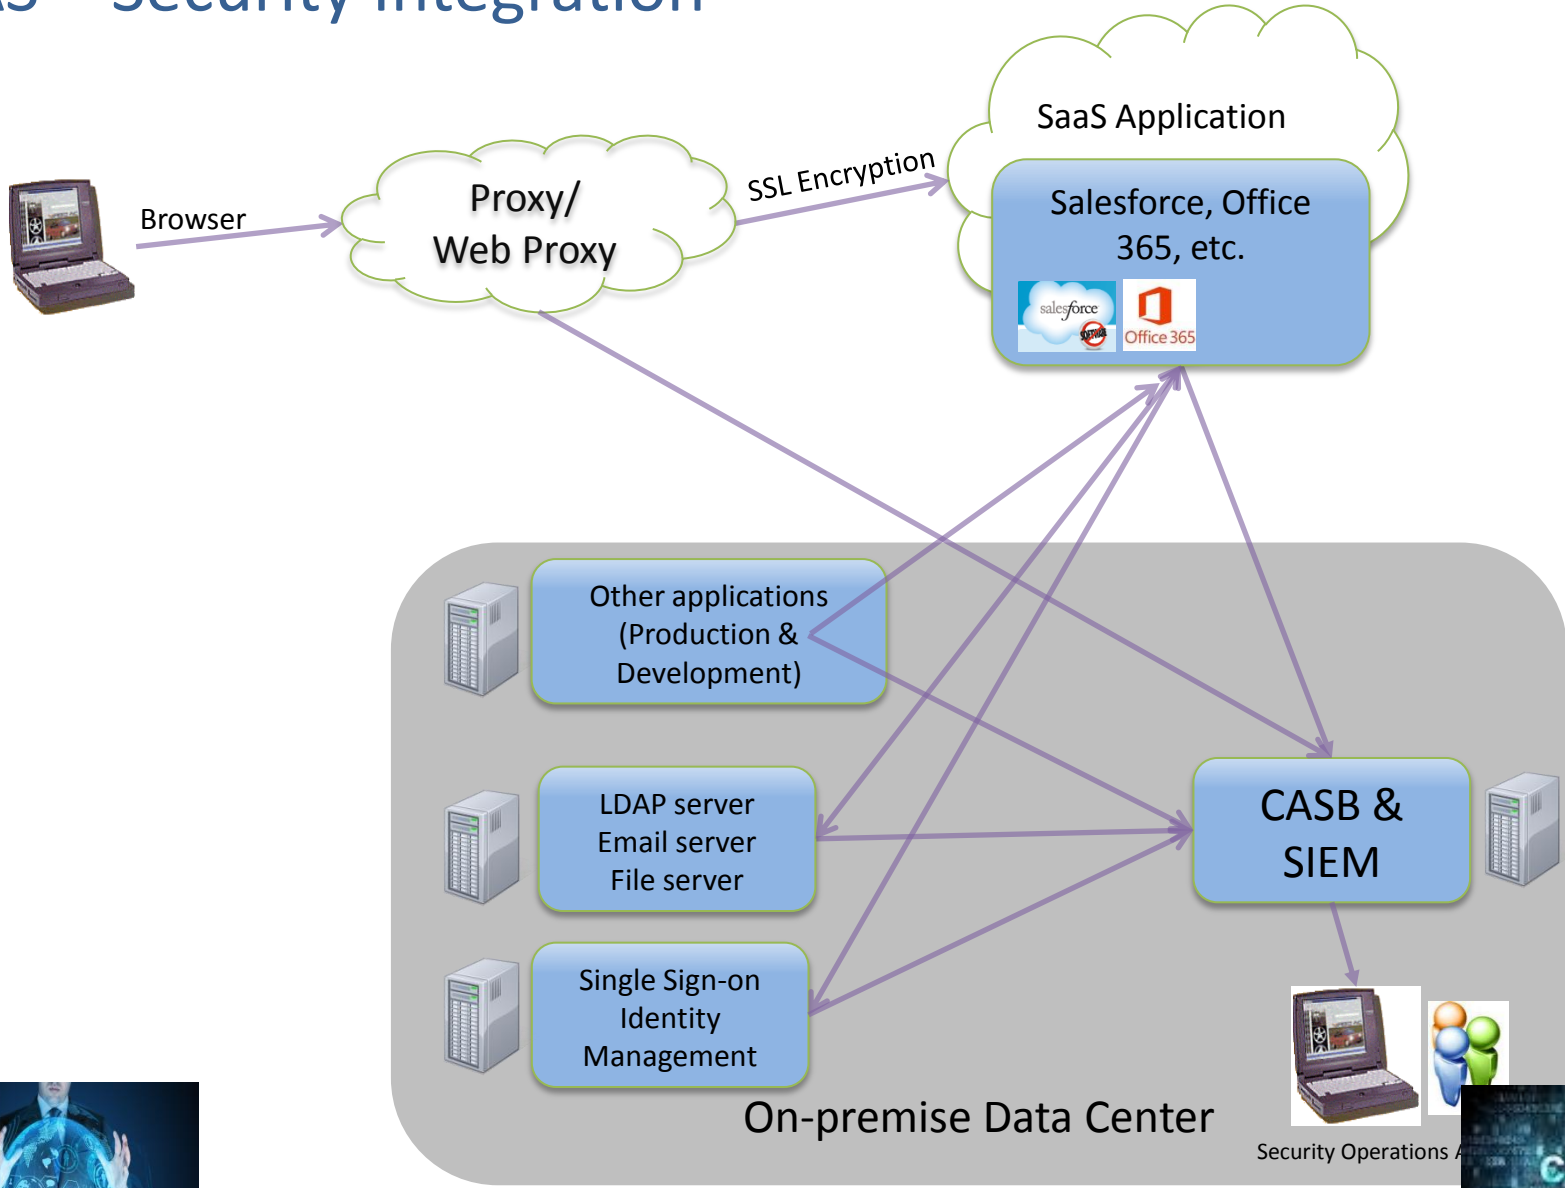 Security Integration
SaaS Application
SSL Encryption
Proxy/
Web Proxy
Browser
Salesforce, Office
365, etc.
salesforce
SOFTWARE
Office 365
Other applications
(Production &
Development)
LDAP server
Email server
File server
CASB &
SIEM
Single Sign-on
Identity
Management
On-premise Data Center
Security Operations